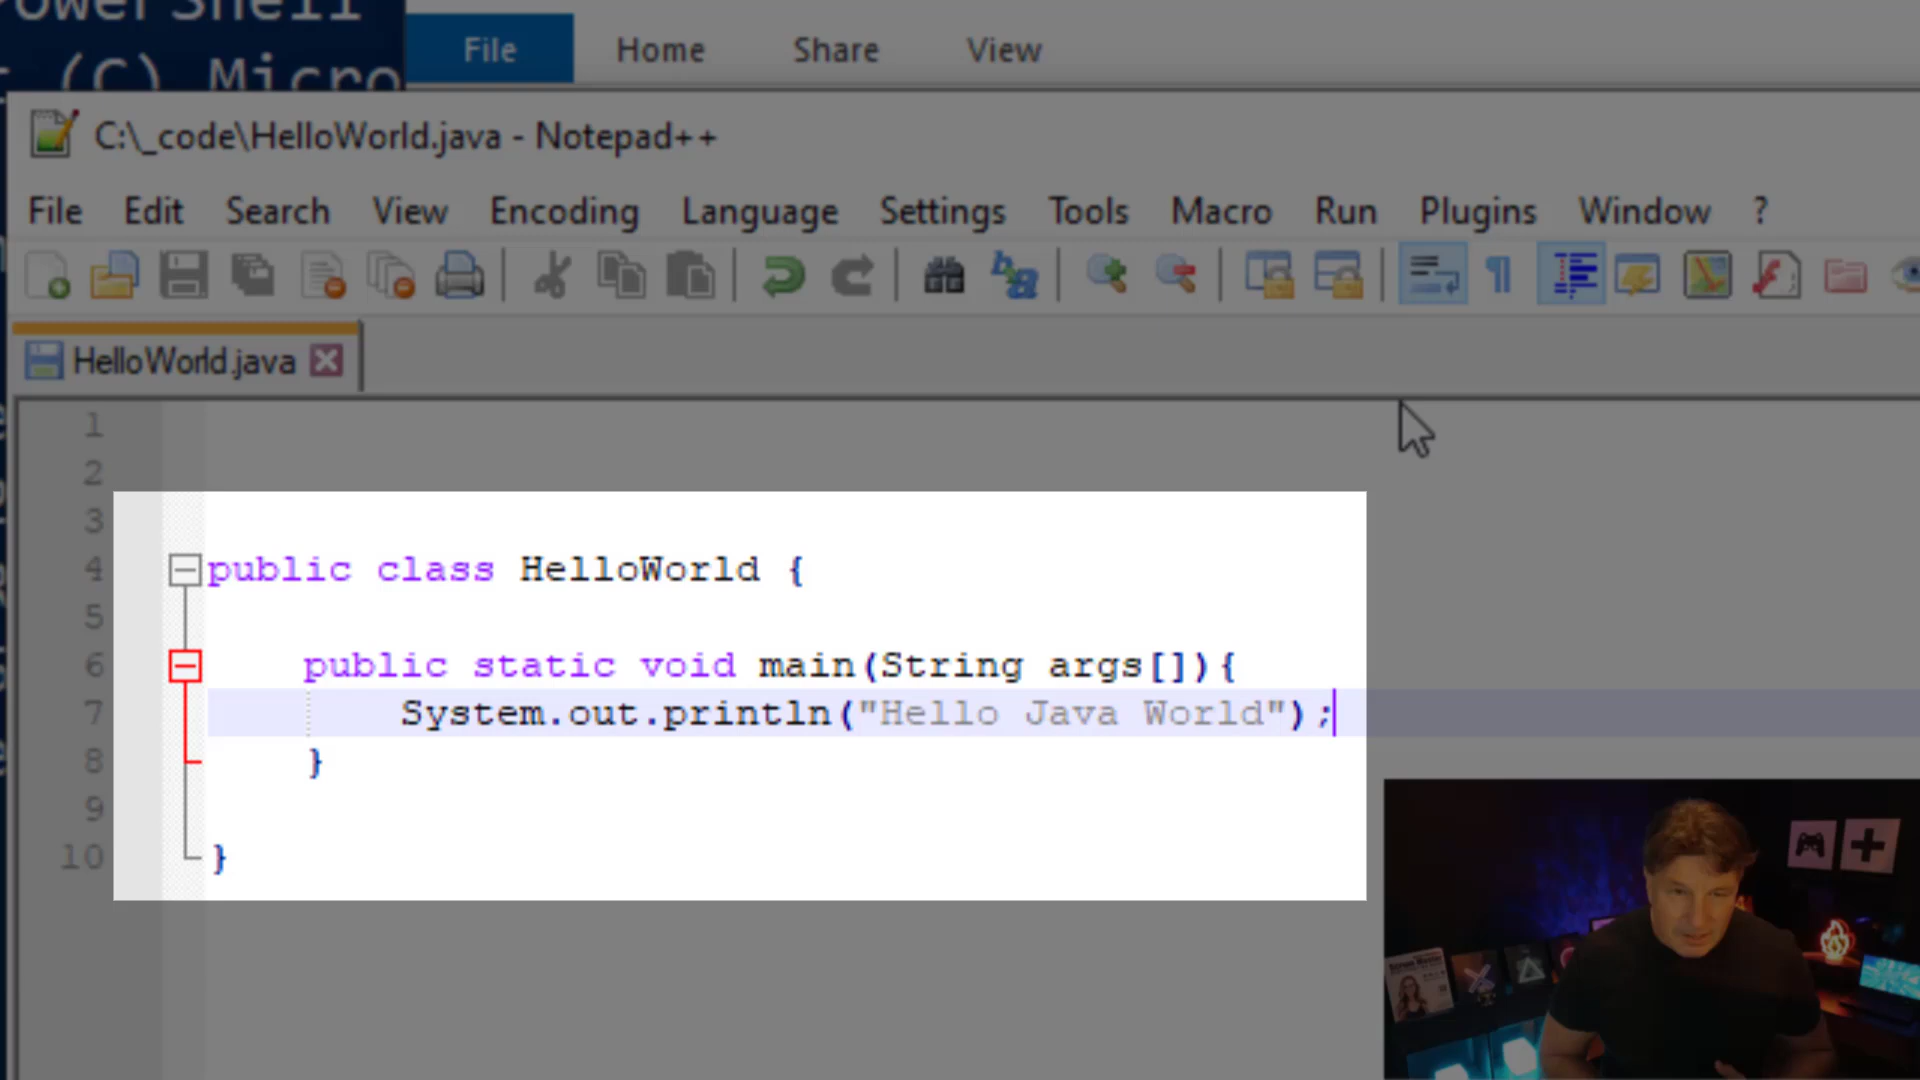 PowerShell
(C) Micro
File Home Share View
C:\_code\HelloWorld.java - Notepad++
File Edit Search View Encoding Language Settings Tools Macro Run Plugins Window ?
HelloWorld.java
1
2
3
4 public class HelloWorld {
5
6 public static void main(String args[]){
7 System.out.println("Hello Java World");
8 }
9
10 }